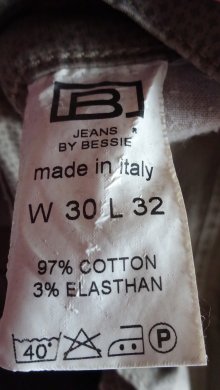 B
JEANS
BY BESSIE
made in italy
W 30 L 32
97% COTTON
3% ELASTHAN
40° P